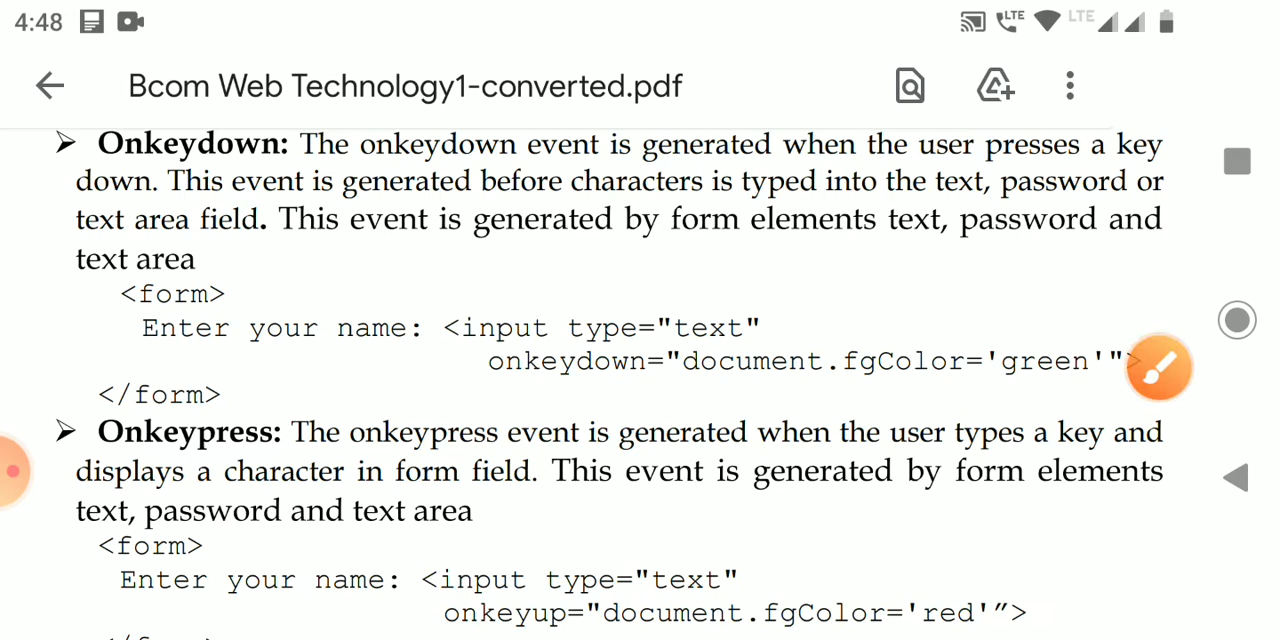 4:48 LTE LTE
Bcom Web Technology1-converted.pdf
➢ Onkeydown: The onkeydown event is generated when the user presses a key
down. This event is generated before characters is typed into the text, password or
text area field. This event is generated by form elements text, password and
text area
<form>
Enter your name: <input type="text"
onkeydown="document.fgColor='green'">
</form>
➢ Onkeypress: The onkeypress event is generated when the user types a key and
displays a character in form field. This event is generated by form elements
text, password and text area
<form>
Enter your name: <input type="text"
onkeyup="document.fgColor='red'”>